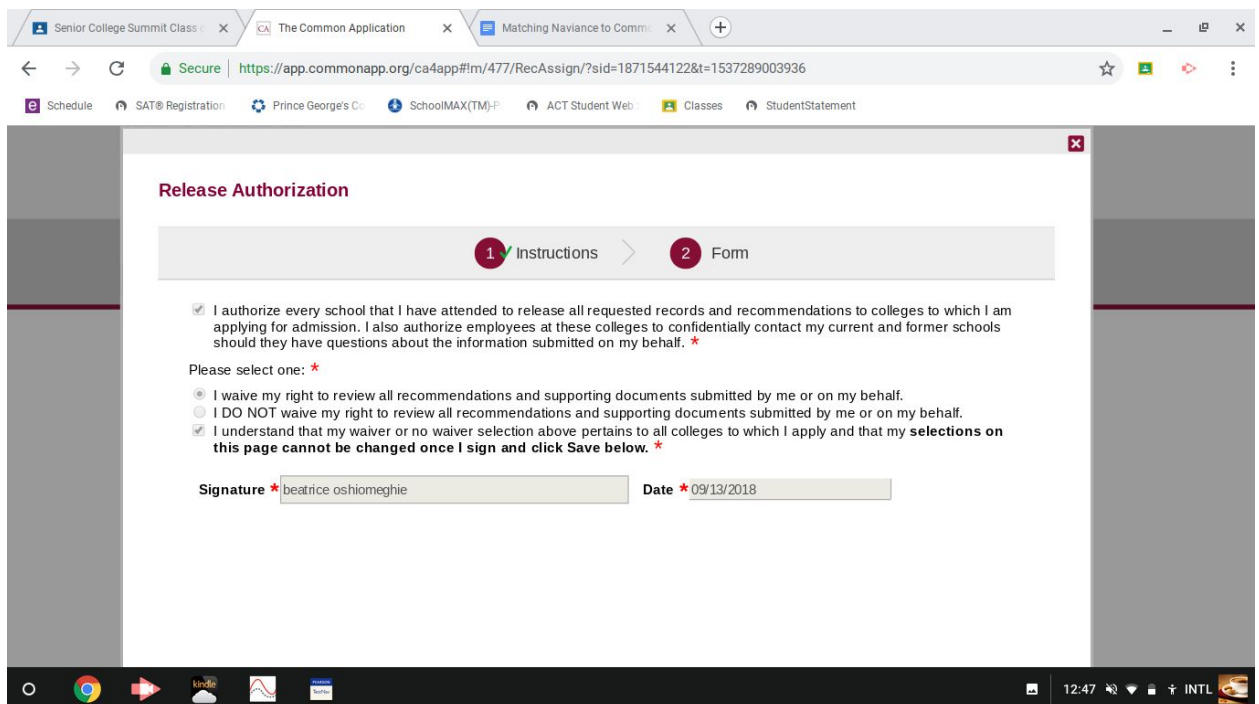 Senior College Summit Class
The Common Application
Matching Naviance to Comm
Secure https://app.commonapp.org/ca4app#!m/477/RecAssign/?sid=1871544122&t=1537289003936
Schedule SAT® Registration Prince George's Co SchoolMAX(TM)-P ACT Student Web Classes StudentStatement
Release Authorization
1 Instructions 2 Form
I authorize every school that I have attended to release all requested records and recommendations to colleges to which I am
applying for admission. I also authorize employees at these colleges to confidentially contact my current and former schools
should they have questions about the information submitted on my behalf. *
Please select one: *
I waive my right to review all recommendations and supporting documents submitted by me or on my behalf.
I DO NOT waive my right to review all recommendations and supporting documents submitted by me or on my behalf.
I understand that my waiver or no waiver selection above pertains to all colleges to which I apply and that my selections on
this page cannot be changed once I sign and click Save below. *
Signature * beatrice oshiomeghie Date * 09/13/2018
kindle
12:47 INTL